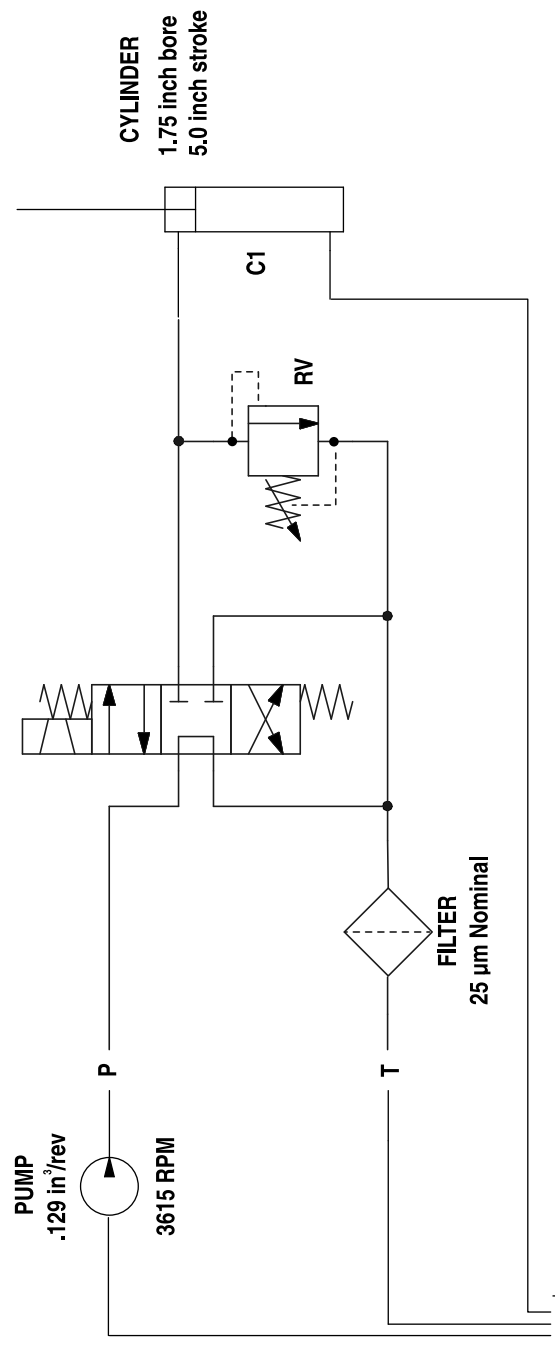 PUMP
.129 in³/rev
3615 RPM
P
T
FILTER
25 µm Nominal
RV
C1
CYLINDER
1.75 inch bore
5.0 inch stroke